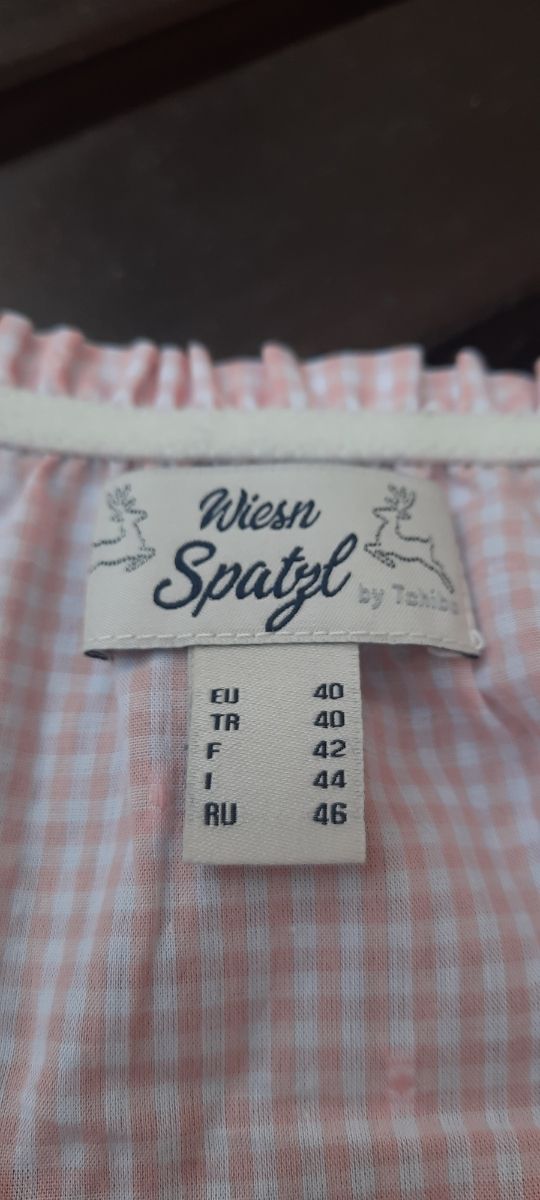 Wiesn
Spatzl
by Tchibo
EU 40
TR 40
F 42
I 44
RU 46